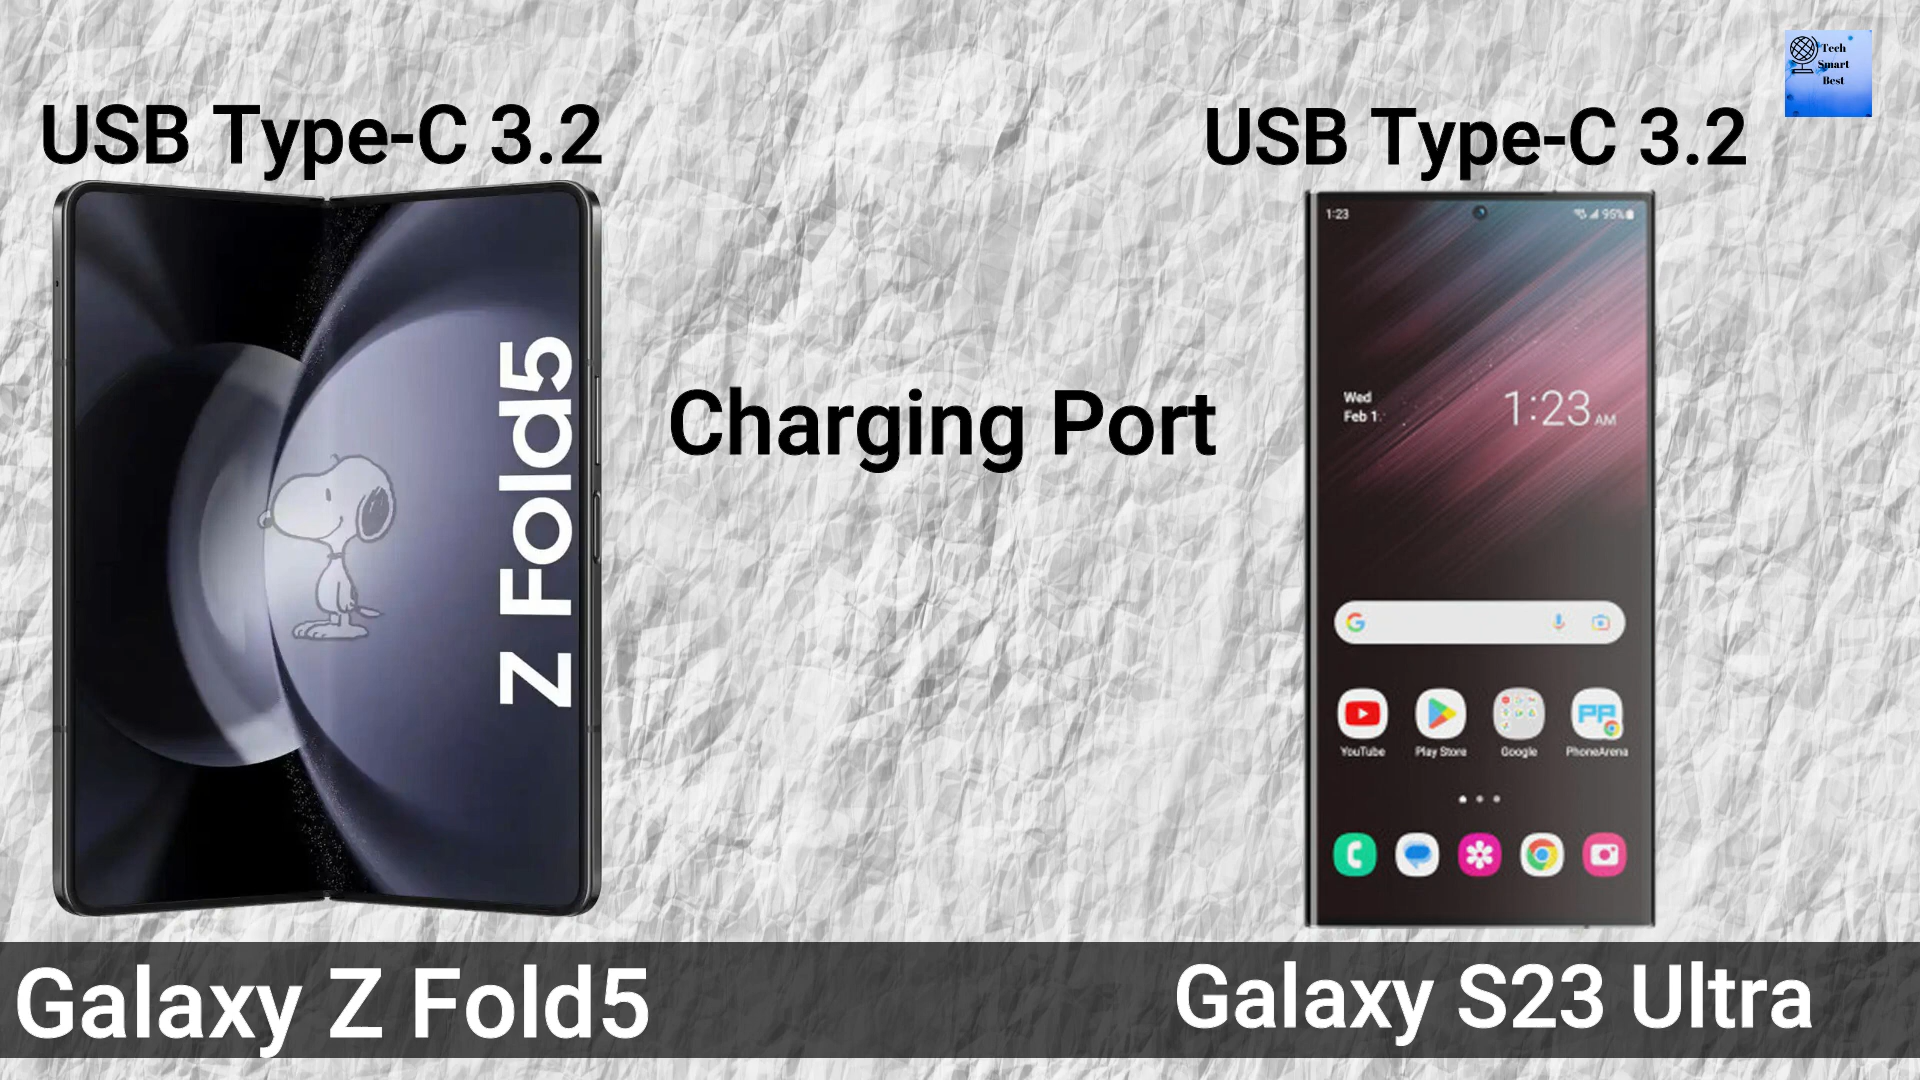 Tech
Smart
Best
USB Type-C 3.2
USB Type-C 3.2
1:23
95%
Z Fold5
Charging Port
Wed
Feb 1
1:23 AM
YouTube
Play Store
Google
PhoneArena
Galaxy Z Fold5
Galaxy S23 Ultra